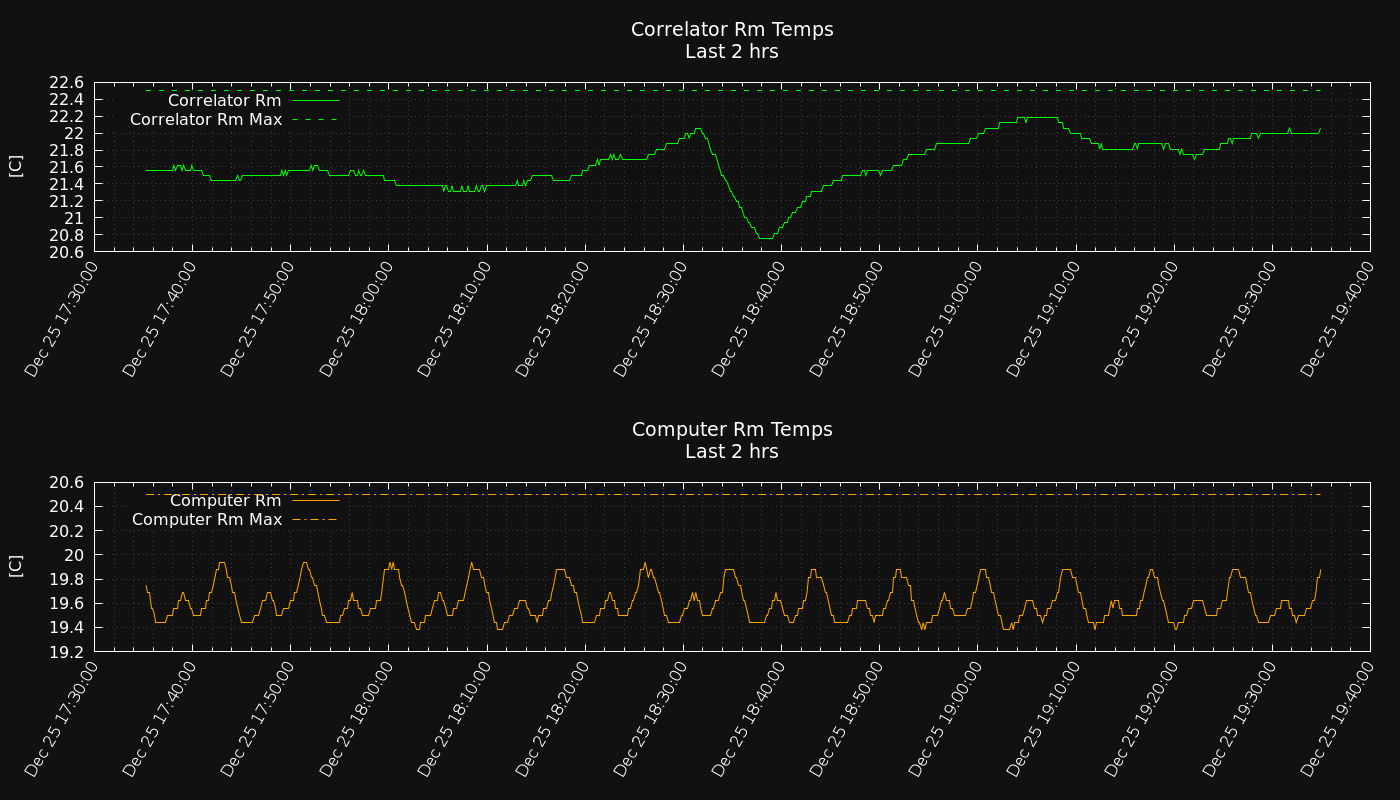 Correlator Rm Temps
Last 2 hrs
22.6
22.4
22.2
22
21.8
21.6
21.4
21.2
21
20.8
20.6
[C]
Correlator Rm
Correlator Rm Max
Dec 25 17:30:00
Dec 25 17:40:00
Dec 25 17:50:00
Dec 25 18:00:00
Dec 25 18:10:00
Dec 25 18:20:00
Dec 25 18:30:00
Dec 25 18:40:00
Dec 25 18:50:00
Dec 25 19:00:00
Dec 25 19:10:00
Dec 25 19:20:00
Dec 25 19:30:00
Dec 25 19:40:00
Computer Rm Temps
Last 2 hrs
20.6
20.4
20.2
20
19.8
19.6
19.4
19.2
[C]
Computer Rm
Computer Rm Max
Dec 25 17:30:00
Dec 25 17:40:00
Dec 25 17:50:00
Dec 25 18:00:00
Dec 25 18:10:00
Dec 25 18:20:00
Dec 25 18:30:00
Dec 25 18:40:00
Dec 25 18:50:00
Dec 25 19:00:00
Dec 25 19:10:00
Dec 25 19:20:00
Dec 25 19:30:00
Dec 25 19:40:00